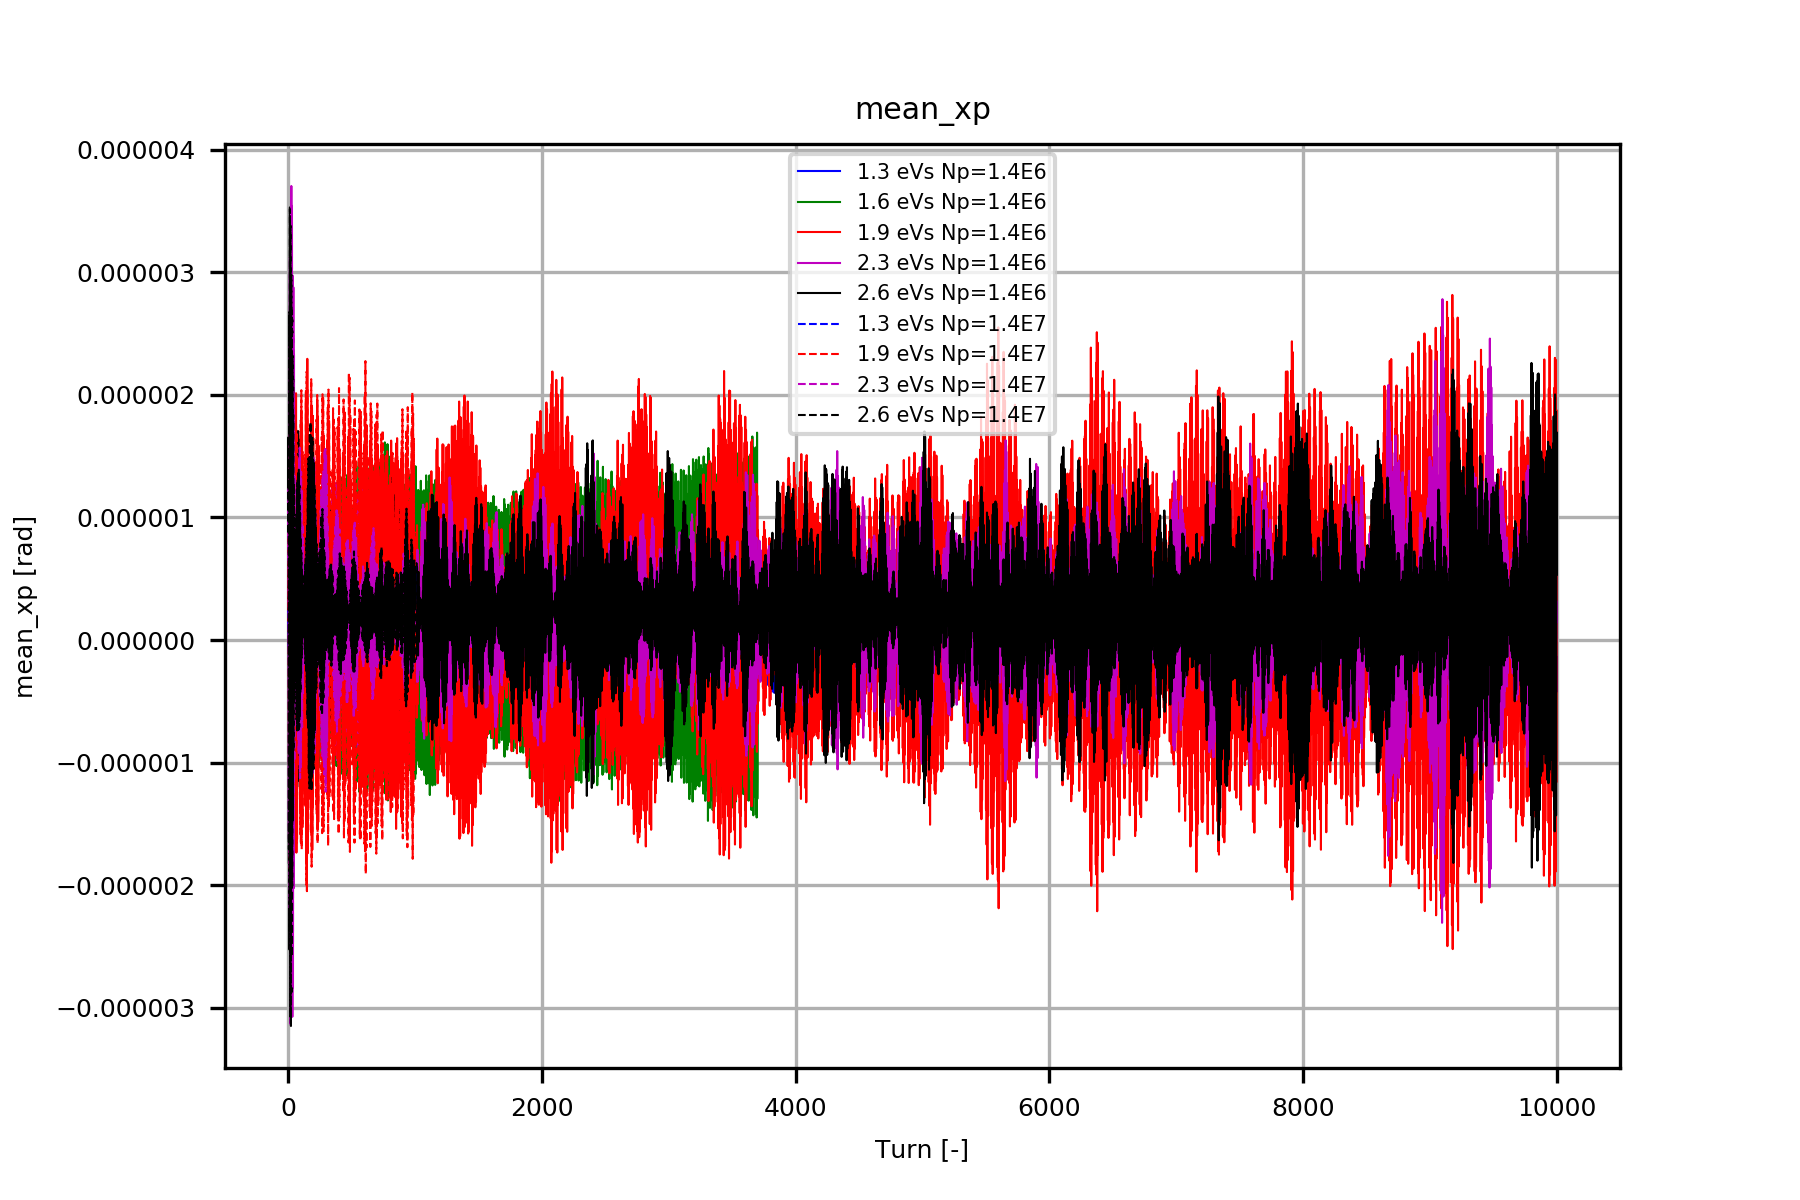 mean_xp
0.000004
0.000003
0.000002
0.000001
0.000000
−0.000001
−0.000002
−0.000003
mean_xp [rad]
1.3 eVs Np=1.4E6
1.6 eVs Np=1.4E6
1.9 eVs Np=1.4E6
2.3 eVs Np=1.4E6
2.6 eVs Np=1.4E6
1.3 eVs Np=1.4E7
1.9 eVs Np=1.4E7
2.3 eVs Np=1.4E7
2.6 eVs Np=1.4E7
0 2000 4000 6000 8000 10000
Turn [-]